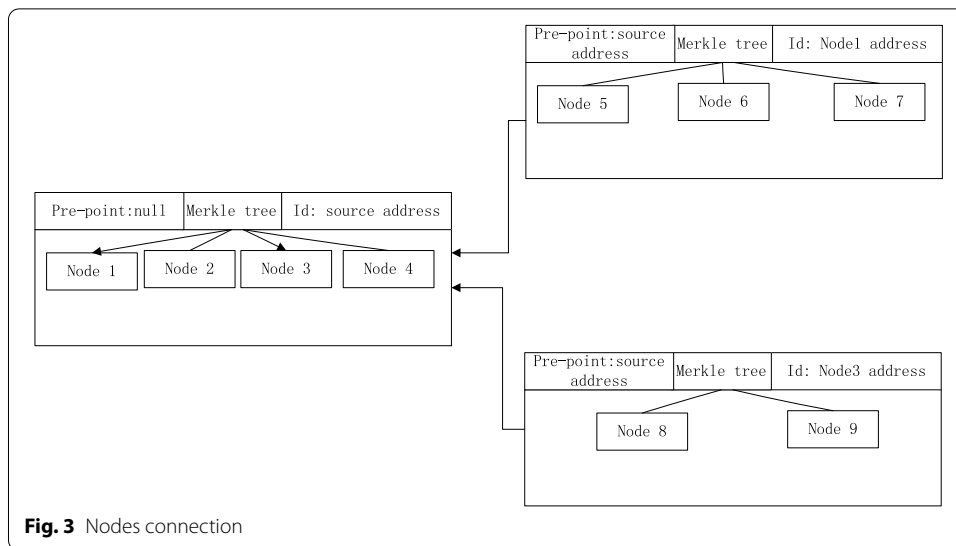 Pre-point:source
address
Merkle tree
Id: Node1 address
Node 5
Node 6
Node 7
Pre-point:null
Merkle tree
Id: source address
Node 1
Node 2
Node 3
Node 4
Pre-point:source
address
Merkle tree
Id: Node3 address
Node 8
Node 9
Fig. 3 Nodes connection